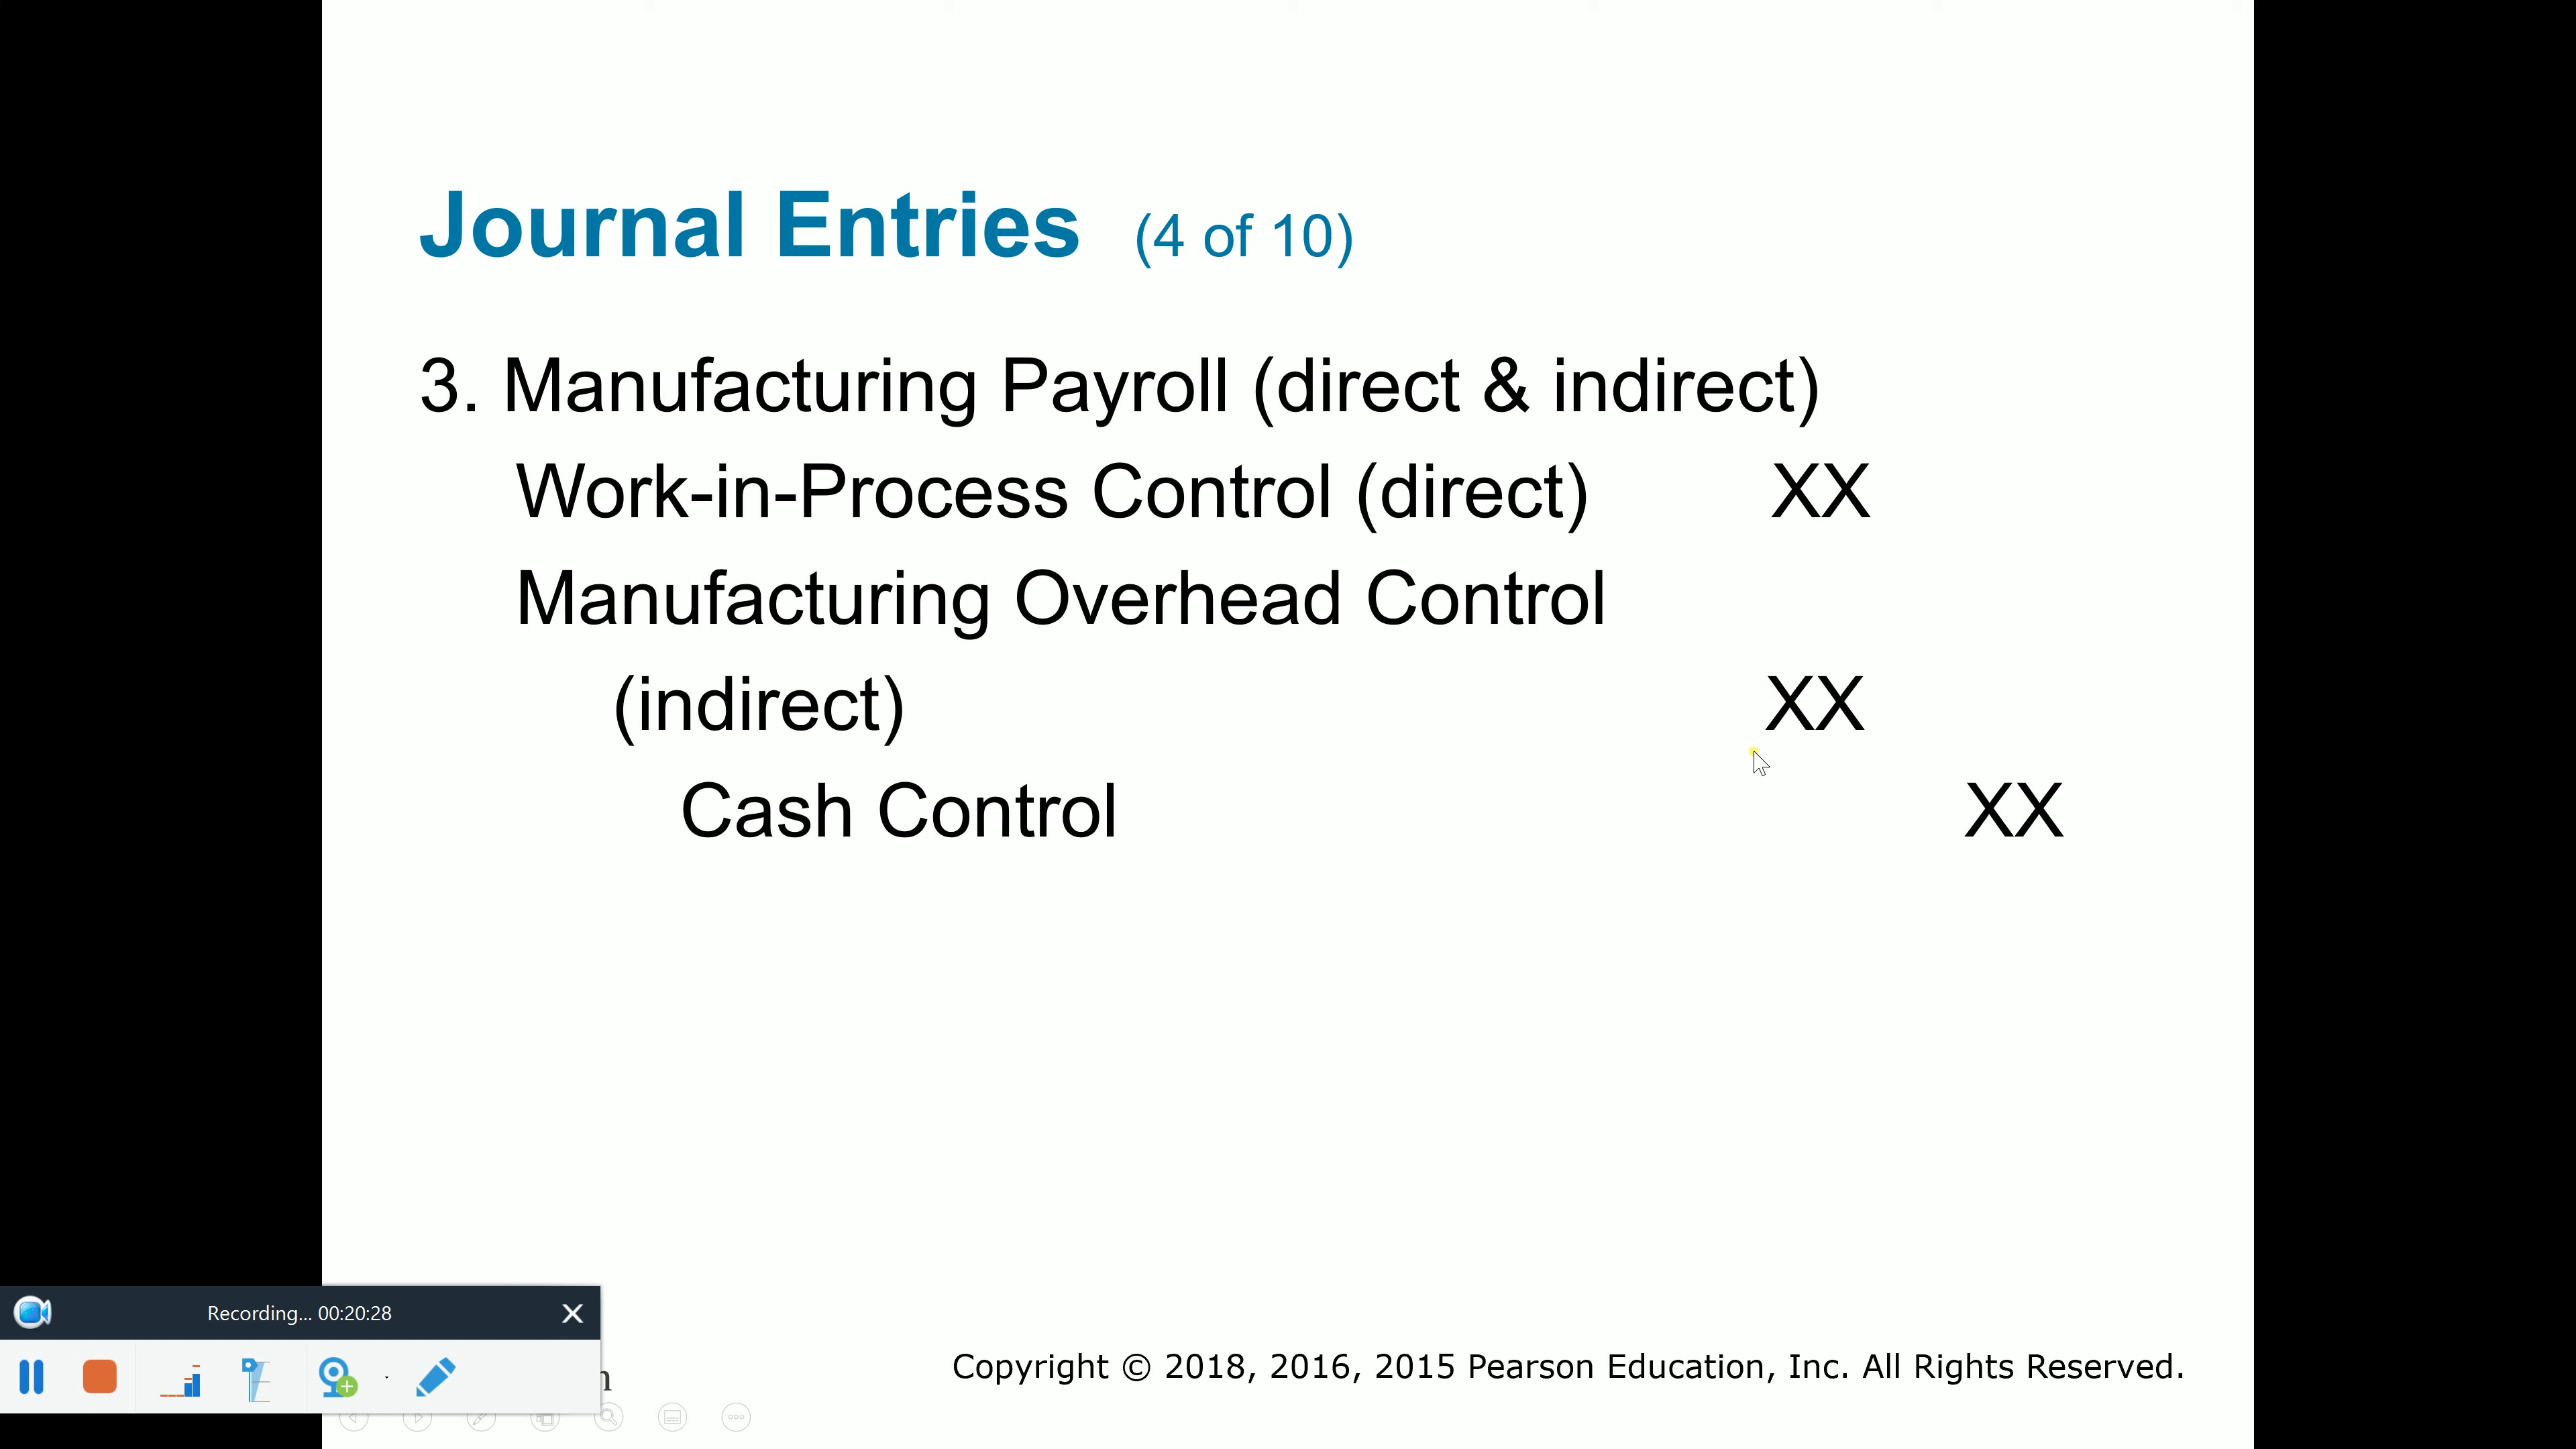 Journal Entries (4 of 10)
3. Manufacturing Payroll (direct & indirect)
Work-in-Process Control (direct) XX
Manufacturing Overhead Control
(indirect) XX
Cash Control XX
Recording... 00:20:28
Copyright © 2018, 2016, 2015 Pearson Education, Inc. All Rights Reserved.